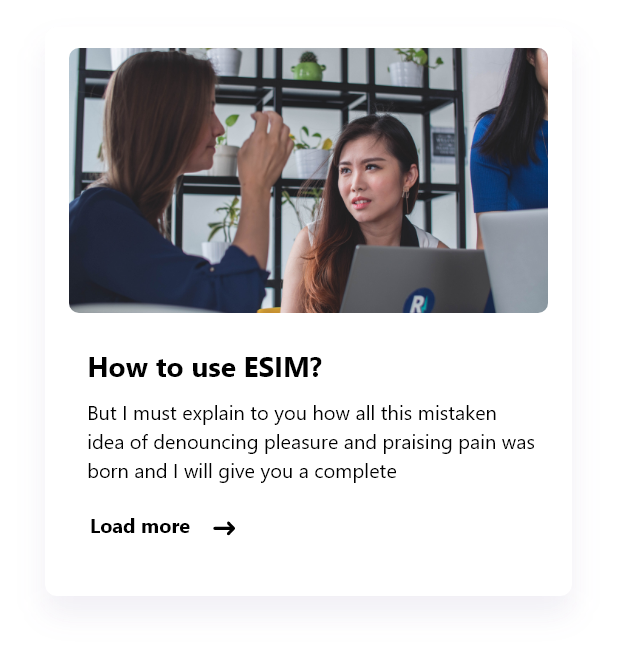 How to use ESIM?
But I must explain to you how all this mistaken
idea of denouncing pleasure and praising pain was
born and I will give you a complete
Load more →